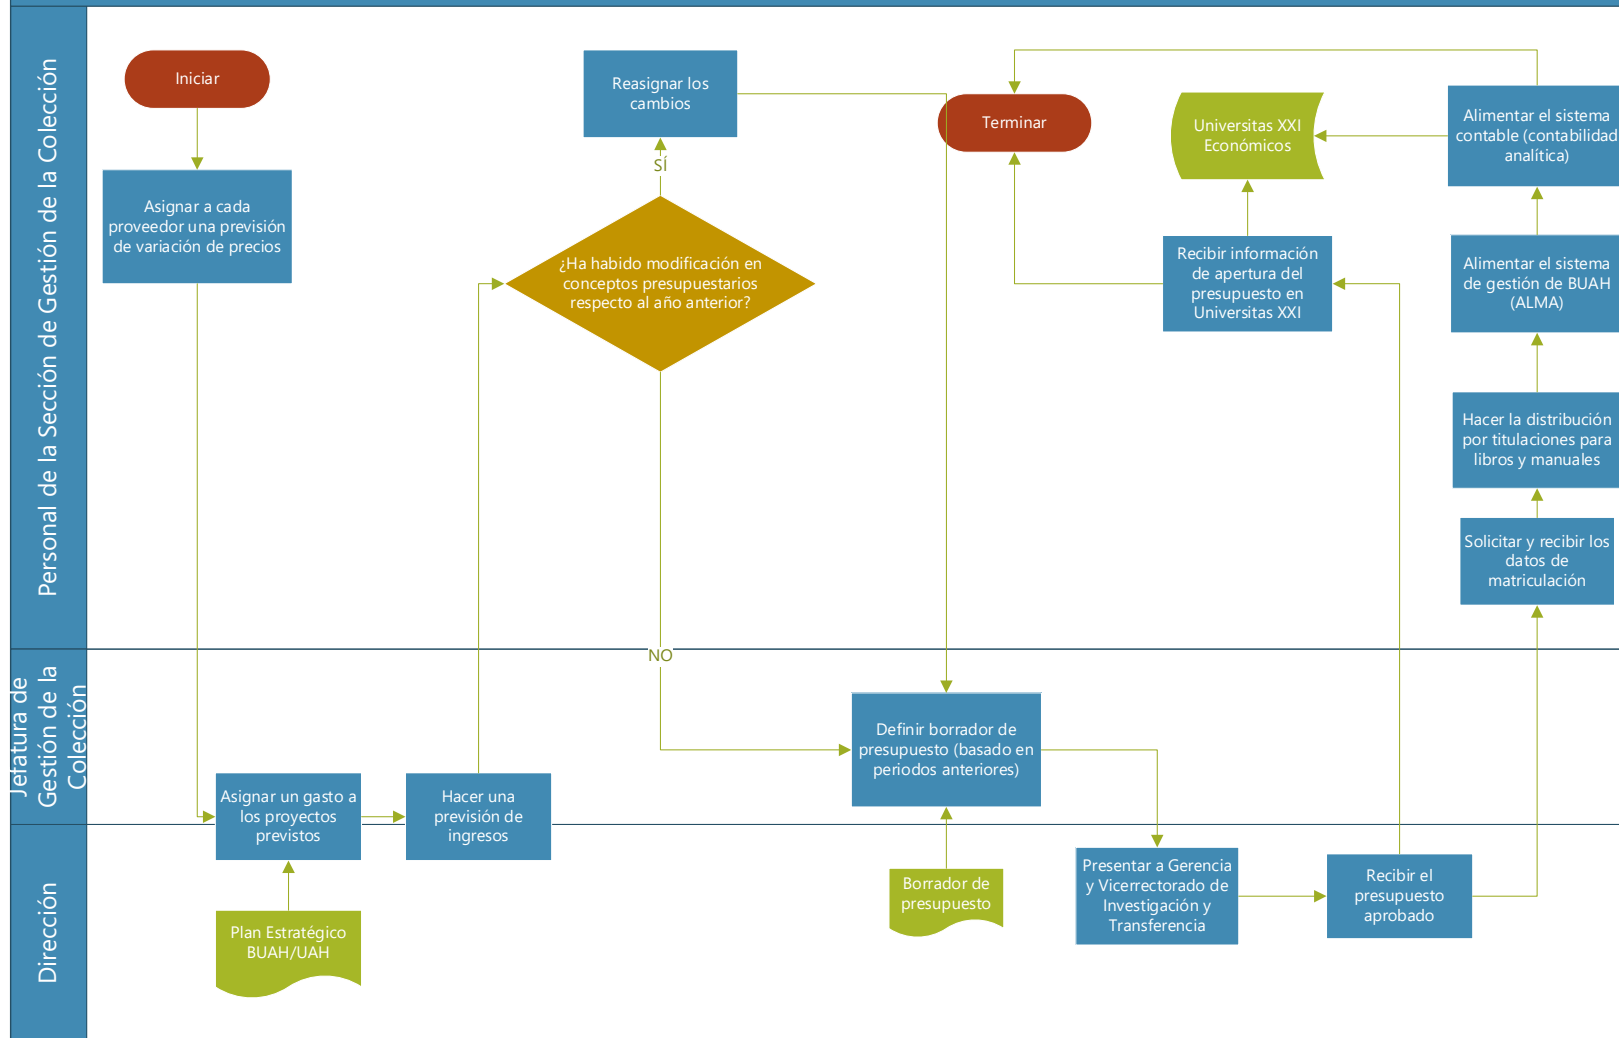 Personal de la Sección de Gestión de la Colección
Jefatura de
Gestión de la
Colección
Dirección
Iniciar
Asignar a cada
proveedor una previsión
de variación de precios
Reasignar los
cambios
SÍ
¿Ha habido modificación en
conceptos presupuestarios
respecto al año anterior?
NO
Terminar
Universitas XXI
Económicos
Recibir información
de apertura del
presupuesto en
Universitas XXI
Alimentar el sistema
contable (contabilidad
analítica)
Alimentar el sistema
de gestión de BUAH
(ALMA)
Hacer la distribución
por titulaciones para
libros y manuales
Solicitar y recibir los
datos de
matriculación
Asignar un gasto a
los proyectos
previstos
Hacer una
previsión de
ingresos
Definir borrador de
presupuesto (basado en
periodos anteriores)
Plan Estratégico
BUAH/UAH
Borrador de
presupuesto
Presentar a Gerencia
y Vicerrectorado de
Investigación y
Transferencia
Recibir el
presupuesto
aprobado